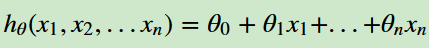 hθ(x1, x2, . . . xn) = θ0 + θ1x1+. . . +θnxn